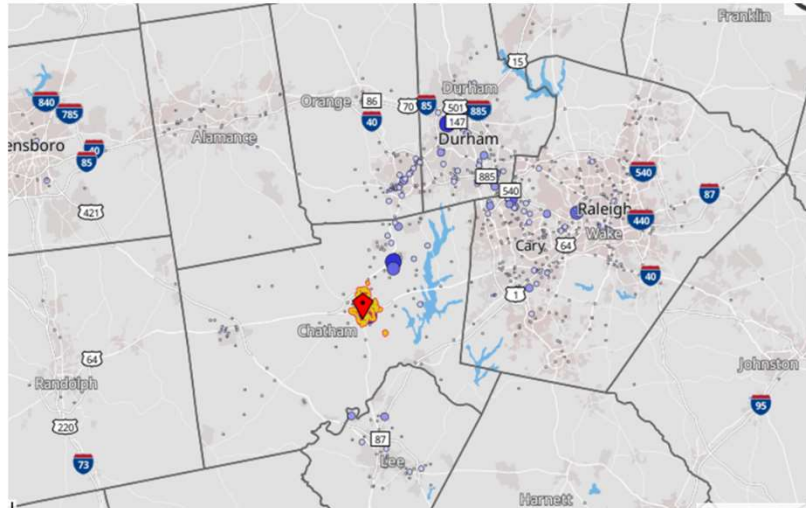 Franklin
15
840
785
Durham
Orange
86
70
85
501
885
147
40
Alamance
Durham
ensboro
40
85
885
540
540
87
421
Raleigh
440
Wake
Cary
64
40
1
Chatham
64
Randolph
Johnston
95
220
87
73
Lee
Harnett